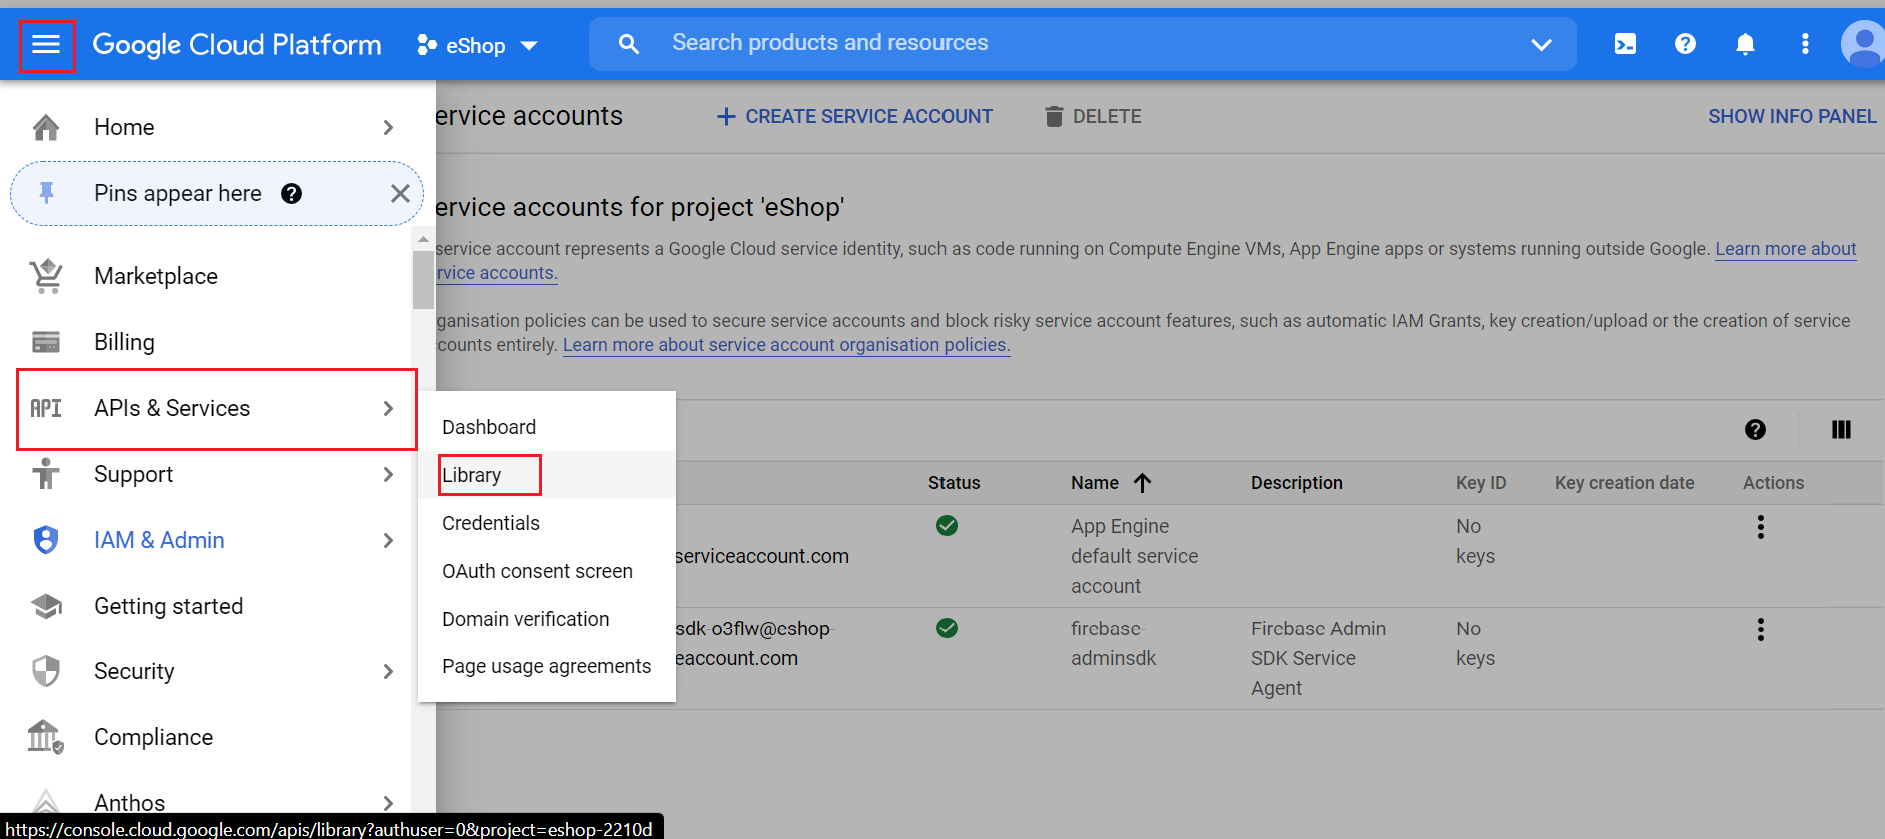 Google Cloud Platform
eShop
Search products and resources
Home
Pins appear here
Marketplace
Billing
API
APIs & Services
Support
IAM & Admin
Getting started
Security
Compliance
Anthos
Dashboard
Library
Credentials
OAuth consent screen
Domain verification
Page usage agreements
ervice accounts
CREATE SERVICE ACCOUNT
DELETE
SHOW INFO PANEL
ervice accounts for project 'eShop'
service account represents a Google Cloud service identity, such as code running on Compute Engine VMs, App Engine apps or systems running outside Google. Learn more about
rvice accounts.
ganisation policies can be used to secure service accounts and block risky service account features, such as automatic IAM Grants, key creation/upload or the creation of service
counts entirely. Learn more about service account organisation policies.
Status Name Description Key ID Key creation date Actions
App Engine No
serviceaccount.com default service keys
account
sdk-o3flw@eshop- firebase- Firebase Admin No
eaccount.com adminsdk SDK Service keys
Agent
https://console.cloud.google.com/apis/library?authuser=0&project=eshop-2210d